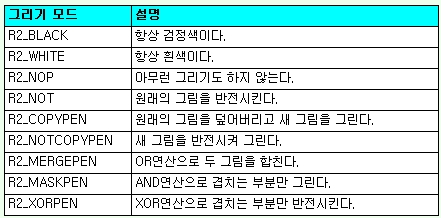 그리기 모드 설명
R2_BLACK 항상 검정색이다.
R2_WHITE 항상 흰색이다.
R2_NOP 아무런 그리기도 하지 않는다.
R2_NOT 원래의 그림을 반전시킨다.
R2_COPYPEN 원래의 그림을 덮어버리고 새 그림을 그린다.
R2_NOTCOPYPEN 새 그림을 반전시켜 그린다.
R2_MERGEPEN OR연산으로 두 그림을 합친다.
R2_MASKPEN AND연산으로 겹치는 부분만 그린다.
R2_XORPEN XOR연산으로 겹치는 부분만 반전시킨다.